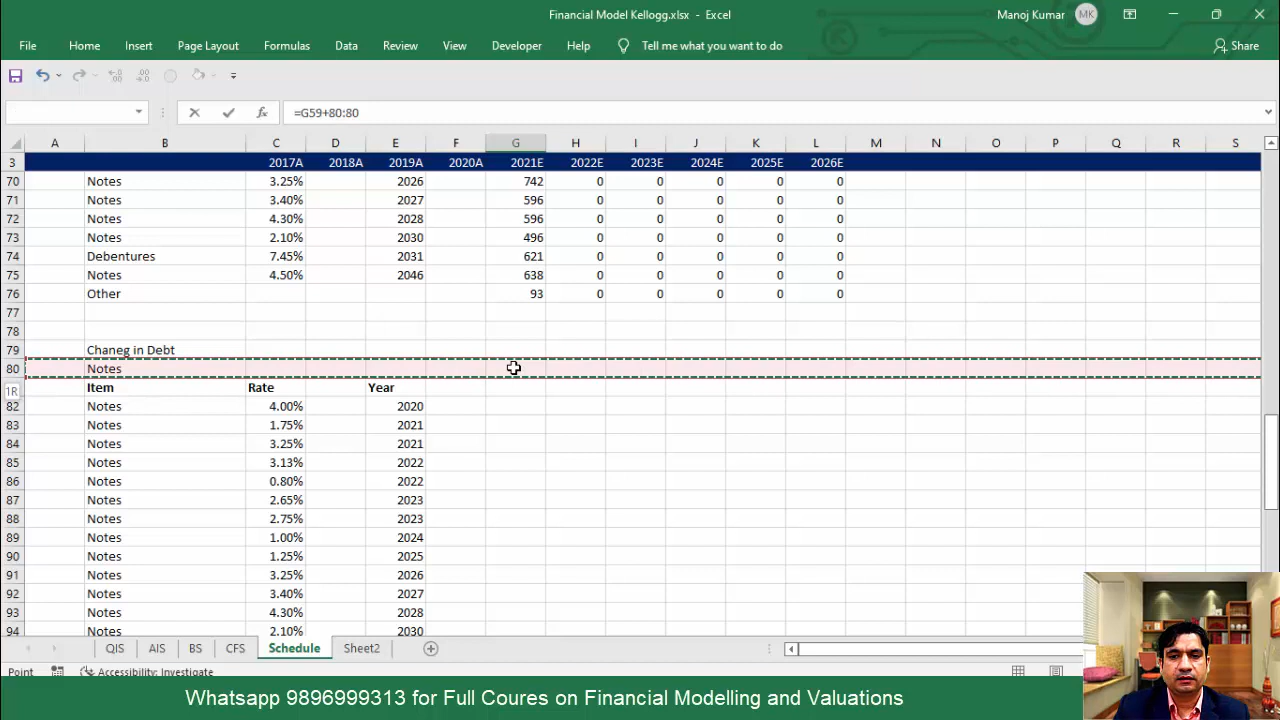 Financial Model Kellogg.xlsx - Excel
Manoj Kumar
MK
File Home Insert Page Layout Formulas Data Review View Developer Help Tell me what you want to do Share
=G59+80:80
A B C D E F G H I J K L M N O P Q R S
3 2017A 2018A 2019A 2020A 2021E 2022E 2023E 2024E 2025E 2026E
70 Notes 3.25% 2026 742 0 0 0 0 0
71 Notes 3.40% 2027 596 0 0 0 0 0
72 Notes 4.30% 2028 596 0 0 0 0 0
73 Notes 2.10% 2030 496 0 0 0 0 0
74 Debentures 7.45% 2031 621 0 0 0 0 0
75 Notes 4.50% 2046 638 0 0 0 0 0
76 Other 93 0 0 0 0 0
77
78
79 Chaneg in Debt
80 Notes
1R Item Rate Year
82 Notes 4.00% 2020
83 Notes 1.75% 2021
84 Notes 3.25% 2021
85 Notes 3.13% 2022
86 Notes 0.80% 2022
87 Notes 2.65% 2023
88 Notes 2.75% 2023
89 Notes 1.00% 2024
90 Notes 1.25% 2025
91 Notes 3.25% 2026
92 Notes 3.40% 2027
93 Notes 4.30% 2028
94 Notes 2.10% 2030
QIS AIS BS CFS Schedule Sheet2
Point Accessibility: Investigate
Whatsapp 9896999313 for Full Coures on Financial Modelling and Valuations